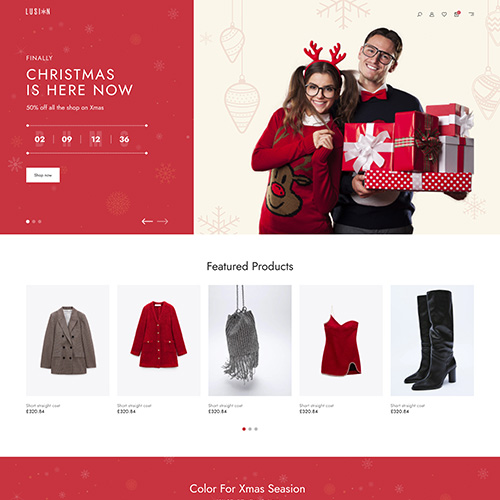 LUSION
FINALLY
CHRISTMAS
IS HERE NOW
50% off all the shop on Xmas
02 09 12 36
Shop now
Featured Products
Short straight coat
£320.84
Short straight coat
£320.84
Short straight coat
£320.84
Short straight coat
£320.84
Short straight coat
£320.84
Color For Xmas Seasion